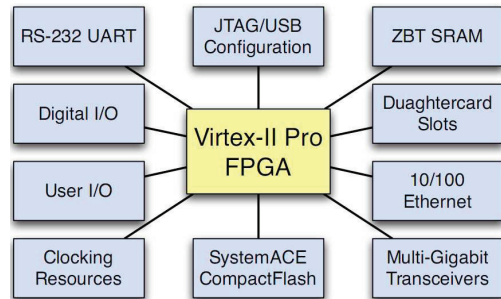 RS-232 UART
JTAG/USB
Configuration
ZBT SRAM
Digital I/O
Duaghtercard
Slots
Virtex-II Pro
FPGA
User I/O
10/100
Ethernet
Clocking
Resources
SystemACE
CompactFlash
Multi-Gigabit
Transceivers